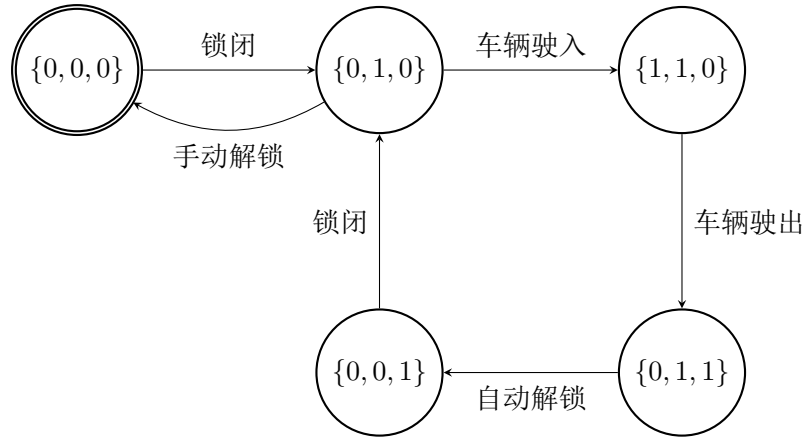 {0, 0, 0}
锁闭
{0, 1, 0}
车辆驶入
{1, 1, 0}
手动解锁
锁闭
车辆驶出
{0, 0, 1}
自动解锁
{0, 1, 1}